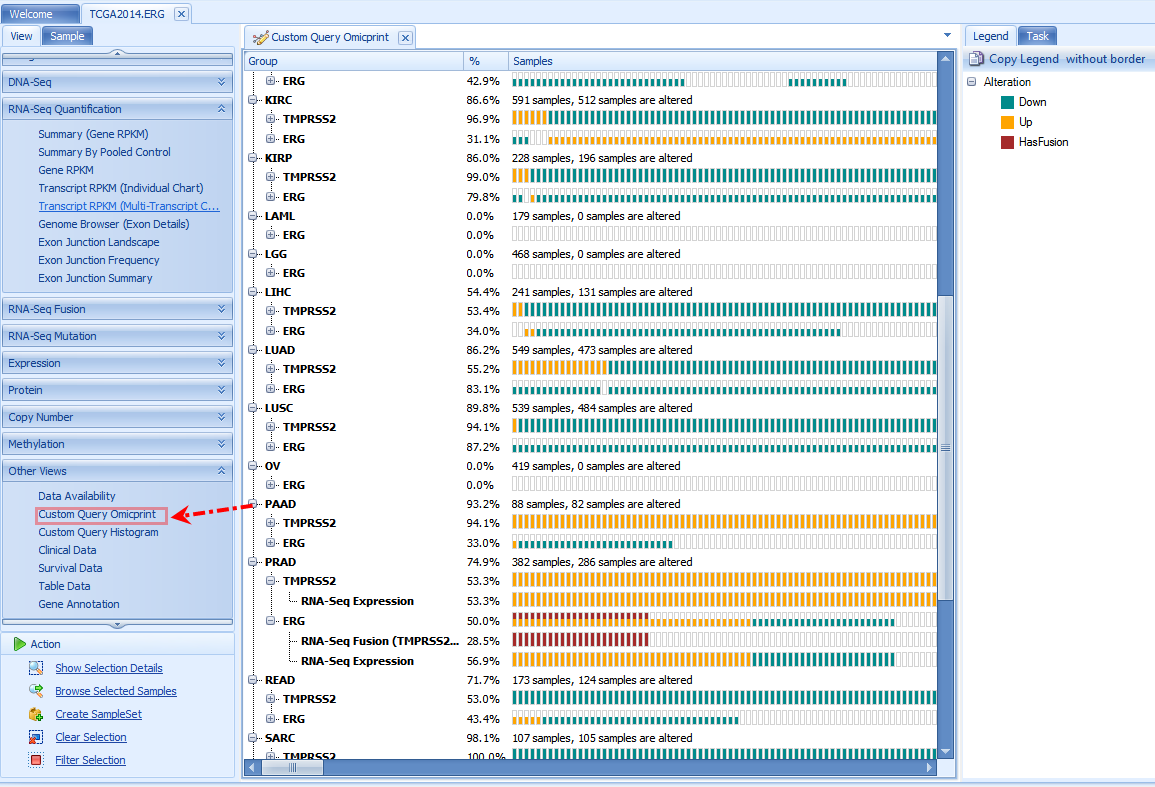 Welcome
TCGA2014.ERG
View
Sample
DNA-Seq
RNA-Seq Quantification
Summary (Gene RPKM)
Summary By Pooled Control
Gene RPKM
Transcript RPKM (Individual Chart)
Transcript RPKM (Multi-Transcript C...
Genome Browser (Exon Details)
Exon Junction Landscape
Exon Junction Frequency
Exon Junction Summary
RNA-Seq Fusion
RNA-Seq Mutation
Expression
Protein
Copy Number
Methylation
Other Views
Data Availability
Custom Query Omicprint
Custom Query Histogram
Clinical Data
Survival Data
Table Data
Gene Annotation
Action
Show Selection Details
Browse Selected Samples
Create SampleSet
Clear Selection
Filter Selection
Custom Query Omicprint
Group % Samples
ERG 42.9%
KIRC 86.6% 591 samples, 512 samples are altered
TMPRSS2 96.9%
ERG 31.1%
KIRP 86.0% 228 samples, 196 samples are altered
TMPRSS2 99.0%
ERG 79.8%
LAML 0.0% 179 samples, 0 samples are altered
ERG 0.0%
LGG 0.0% 468 samples, 0 samples are altered
ERG 0.0%
LIHC 54.4% 241 samples, 131 samples are altered
TMPRSS2 53.4%
ERG 34.0%
LUAD 86.2% 549 samples, 473 samples are altered
TMPRSS2 55.2%
ERG 83.1%
LUSC 89.8% 539 samples, 484 samples are altered
TMPRSS2 94.1%
ERG 87.2%
OV 0.0% 419 samples, 0 samples are altered
ERG 0.0%
PAAD 93.2% 88 samples, 82 samples are altered
TMPRSS2 94.1%
ERG 33.0%
PRAD 74.9% 382 samples, 286 samples are altered
TMPRSS2 53.3%
RNA-Seq Expression 53.3%
ERG 50.0%
RNA-Seq Fusion (TMPRSS2... 28.5%
RNA-Seq Expression 56.9%
READ 71.7% 173 samples, 124 samples are altered
TMPRSS2 53.0%
ERG 43.4%
SARC 98.1% 107 samples, 105 samples are altered
TMPRSS2 100.0%
Legend
Task
Copy Legend without border
Alteration
Down
Up
HasFusion